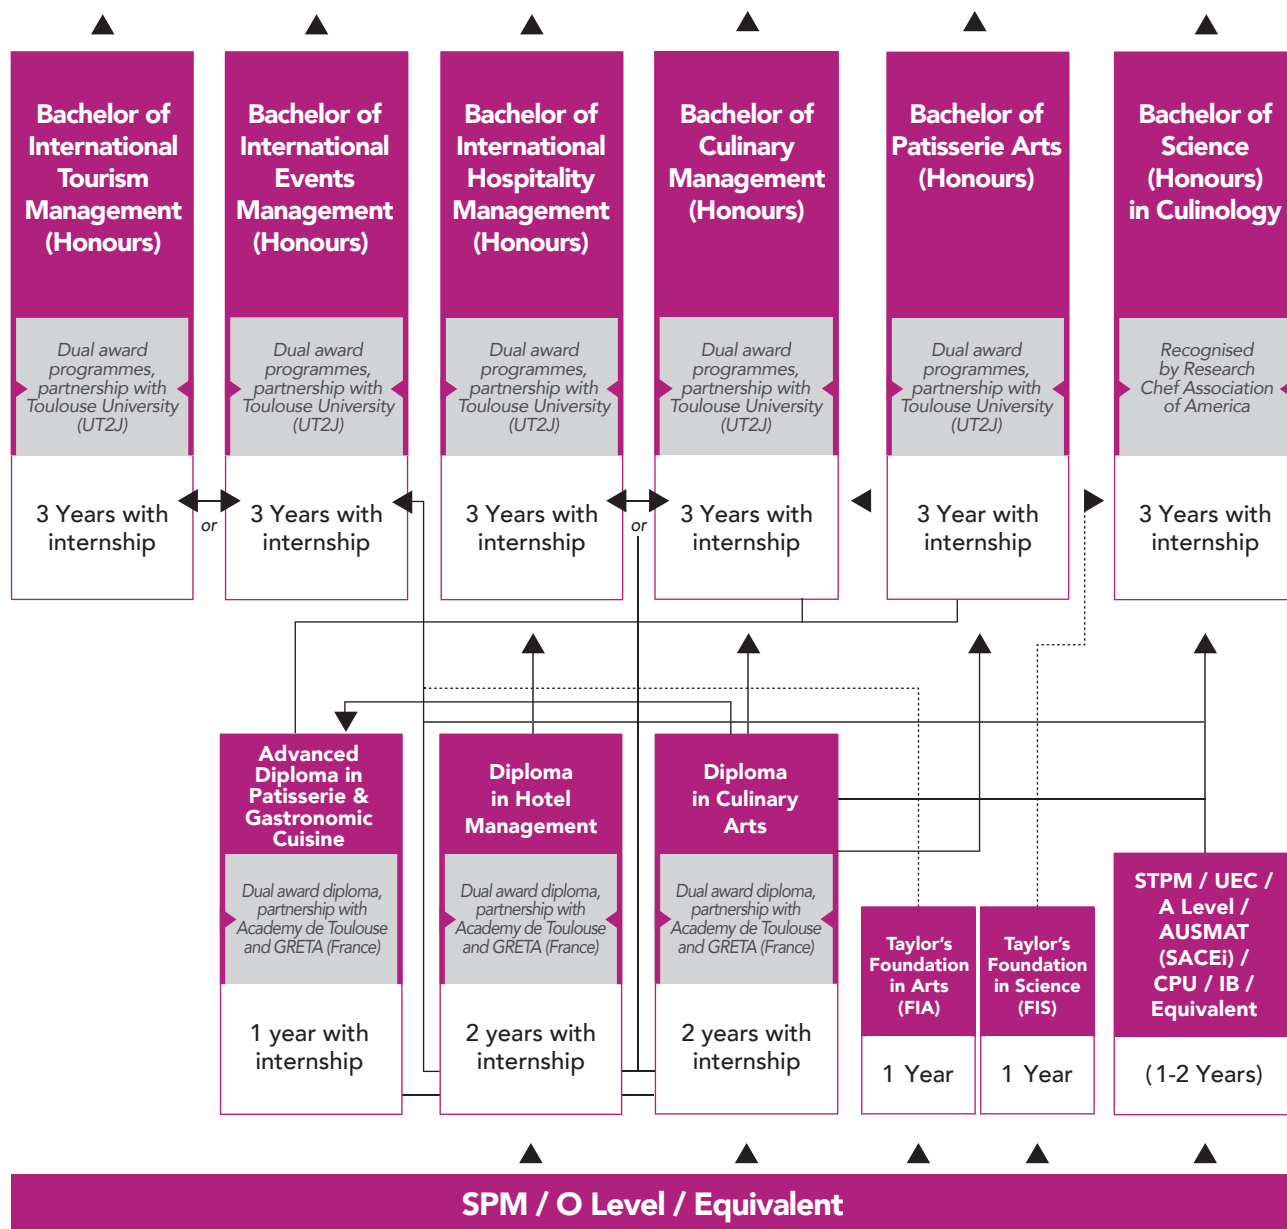 Bachelor of
International
Tourism
Management
(Honours)
Dual award
programmes,
partnership with
Toulouse University
(UT2J)
3 Years with
internship
or
Bachelor of
International
Events
Management
(Honours)
Dual award
programmes,
partnership with
Toulouse University
(UT2J)
3 Years with
internship
Bachelor of
International
Hospitality
Management
(Honours)
Dual award
programmes,
partnership with
Toulouse University
(UT2J)
3 Years with
internship
or
Bachelor of
Culinary
Management
(Honours)
Dual award
programmes,
partnership with
Toulouse University
(UT2J)
3 Years with
internship
Bachelor of
Patisserie Arts
(Honours)
Dual award
programmes,
partnership with
Toulouse University
(UT2J)
3 Year with
internship
Bachelor of
Science
(Honours)
in Culinology
Recognised
by Research
Chef Association
of America
3 Years with
internship
Advanced
Diploma in
Patisserie &
Gastronomic
Cuisine
Dual award diploma,
partnership with
Academy de Toulouse
and GRETA (France)
1 year with
internship
Diploma
in Hotel
Management
Dual award diploma,
partnership with
Academy de Toulouse
and GRETA (France)
2 years with
internship
Diploma
in Culinary
Arts
Dual award diploma,
partnership with
Academy de Toulouse
and GRETA (France)
2 years with
internship
Taylor's
Foundation
in Arts
(FIA)
1 Year
Taylor's
Foundation
in Science
(FIS)
1 Year
STPM / UEC /
A Level /
AUSMAT
(SACEi) /
CPU / IB /
Equivalent
(1-2 Years)
SPM / O Level / Equivalent